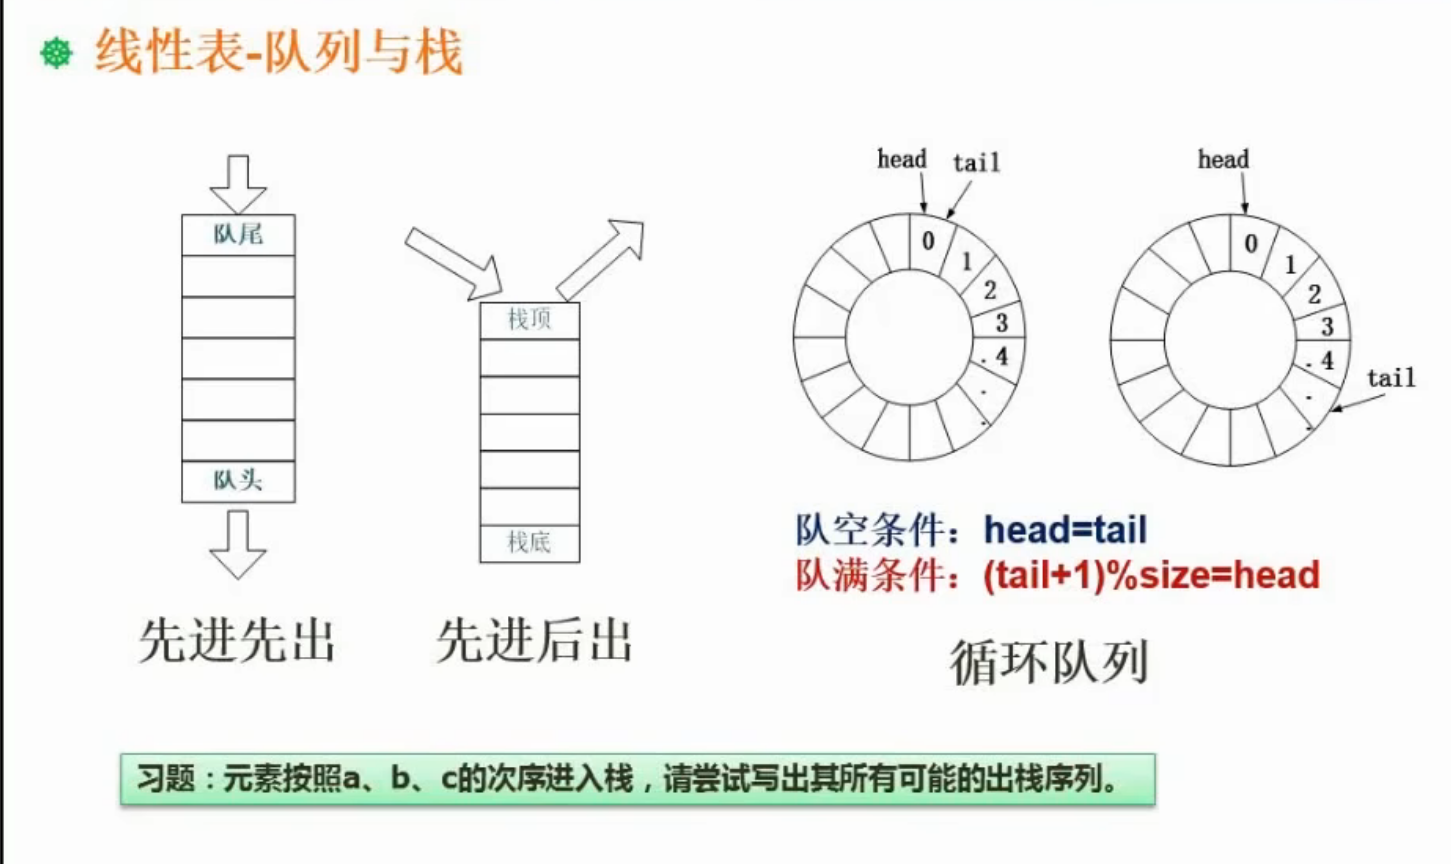 线性表-队列与栈
队尾
队头
先进先出
栈顶
栈底
先进后出
head tail
0
1
2
3
. 4
.
.
head
0
1
2
3
. 4
.
.
tail
队空条件：head=tail
队满条件：(tail+1)%size=head
循环队列
习题：元素按照a、b、c的次序进入栈，请尝试写出其所有可能的出栈序列。